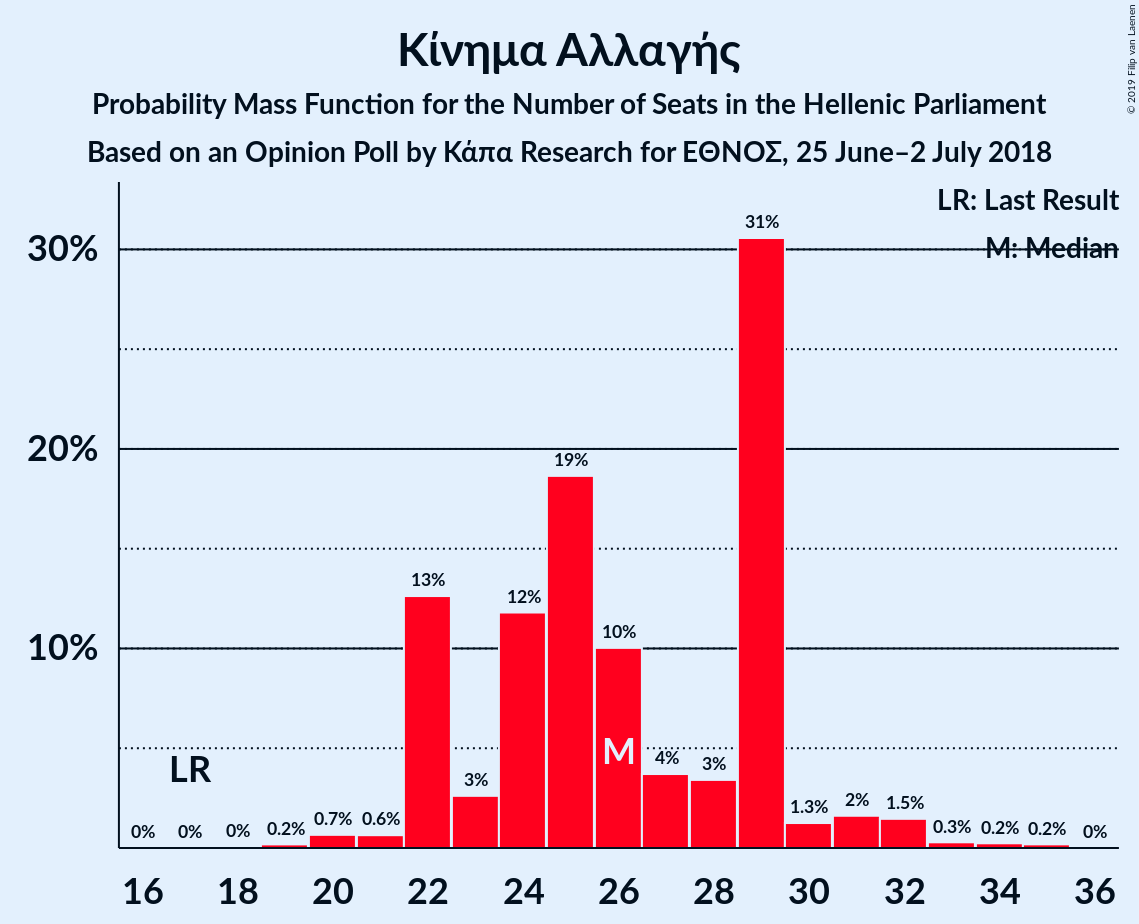 Κίνημα Αλλαγής
Probability Mass Function for the Number of Seats in the Hellenic Parliament
Based on an Opinion Poll by Κάπα Research for ΕΘΝΟΣ, 25 June–2 July 2018
© 2019 Filip van Laenen
LR: Last Result
M: Median
30%
20%
10%
31%
19%
13%
12%
10%
M
4%
3%
3%
LR
0%
0%
0%
0.2%
0.7%
0.6%
1.3%
2%
1.5%
0.3%
0.2%
0.2%
0%
16 18 20 22 24 26 28 30 32 34 36